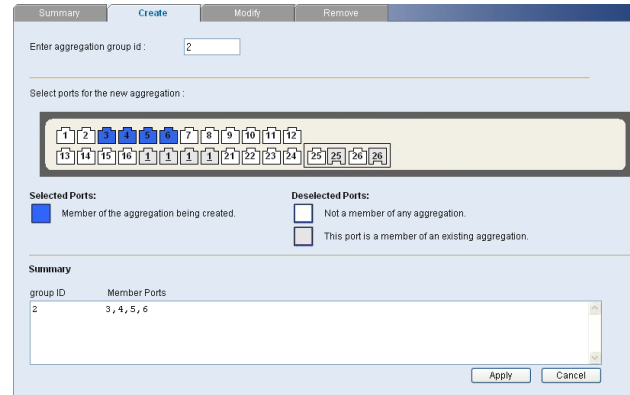 Summary Create Modify Remove
Enter aggregation group id : 2
Select ports for the new aggregation :
1 2 3 4 5 6 7 8 9 10 11 12
13 14 15 16 1 1 1 1 21 22 23 24 25 25 26 26
Selected Ports: Deselected Ports:
Member of the aggregation being created. Not a member of any aggregation.
This port is a member of an existing aggregation.
Summary
group ID Member Ports
2 3,4,5,6
Apply Cancel